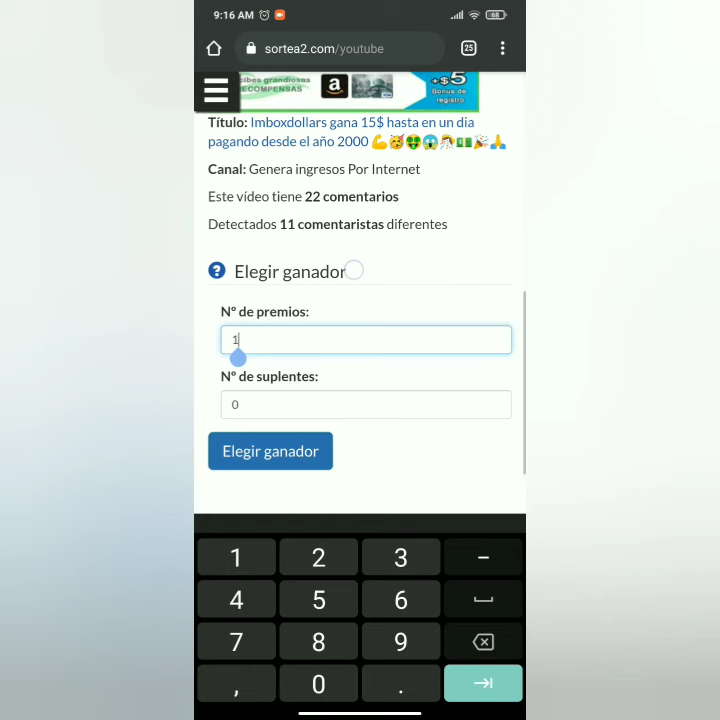 9:16 AM
68
sortea2.com/youtube
25
cibes grandiosas
RECOMPENSAS
a
+$5
Bonus de
registro
Título: Imboxdollars gana 15$ hasta en un dia
pagando desde el año 2000 💪🥳🤑😱🎊💵🎉🙏
Canal: Genera ingresos Por Internet
Este vídeo tiene 22 comentarios
Detectados 11 comentaristas diferentes
? Elegir ganador
Nº de premios:
1
Nº de suplentes:
0
Elegir ganador
1 2 3 −
4 5 6
7 8 9
, 0 .